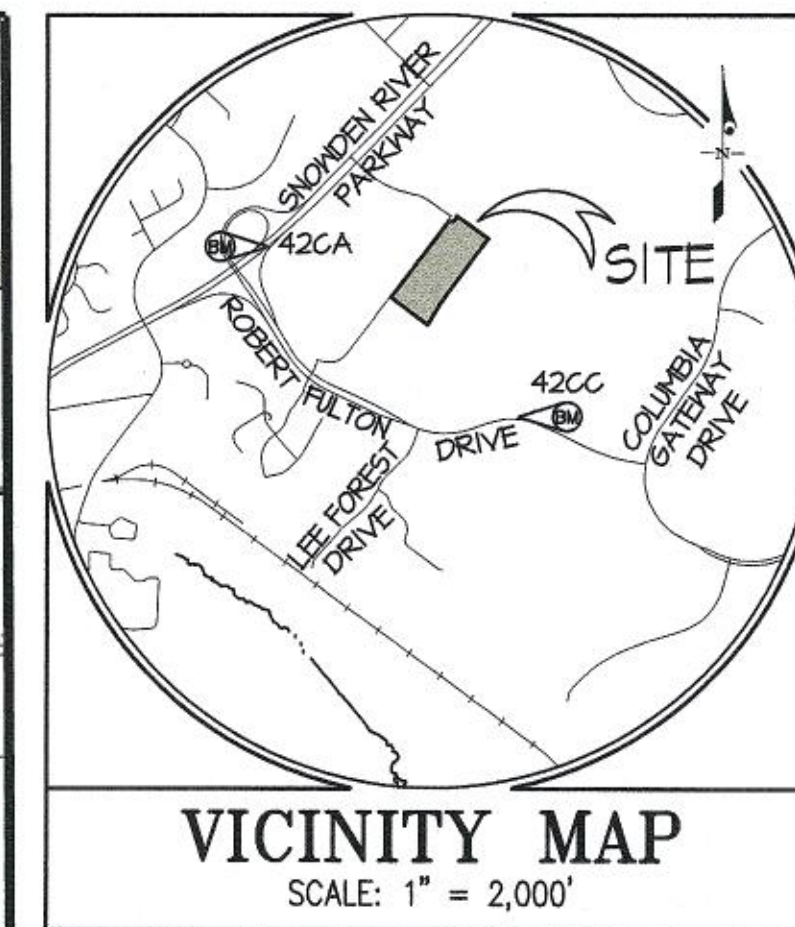 SNOWDEN RIVER
PARKWAY
N
BM
42CA
SITE
ROBERT FULTON DRIVE
42CC
BM
COLUMBIA
GATEWAY
DRIVE
LEE FOREST
DRIVE
VICINITY MAP
SCALE: 1" = 2,000'